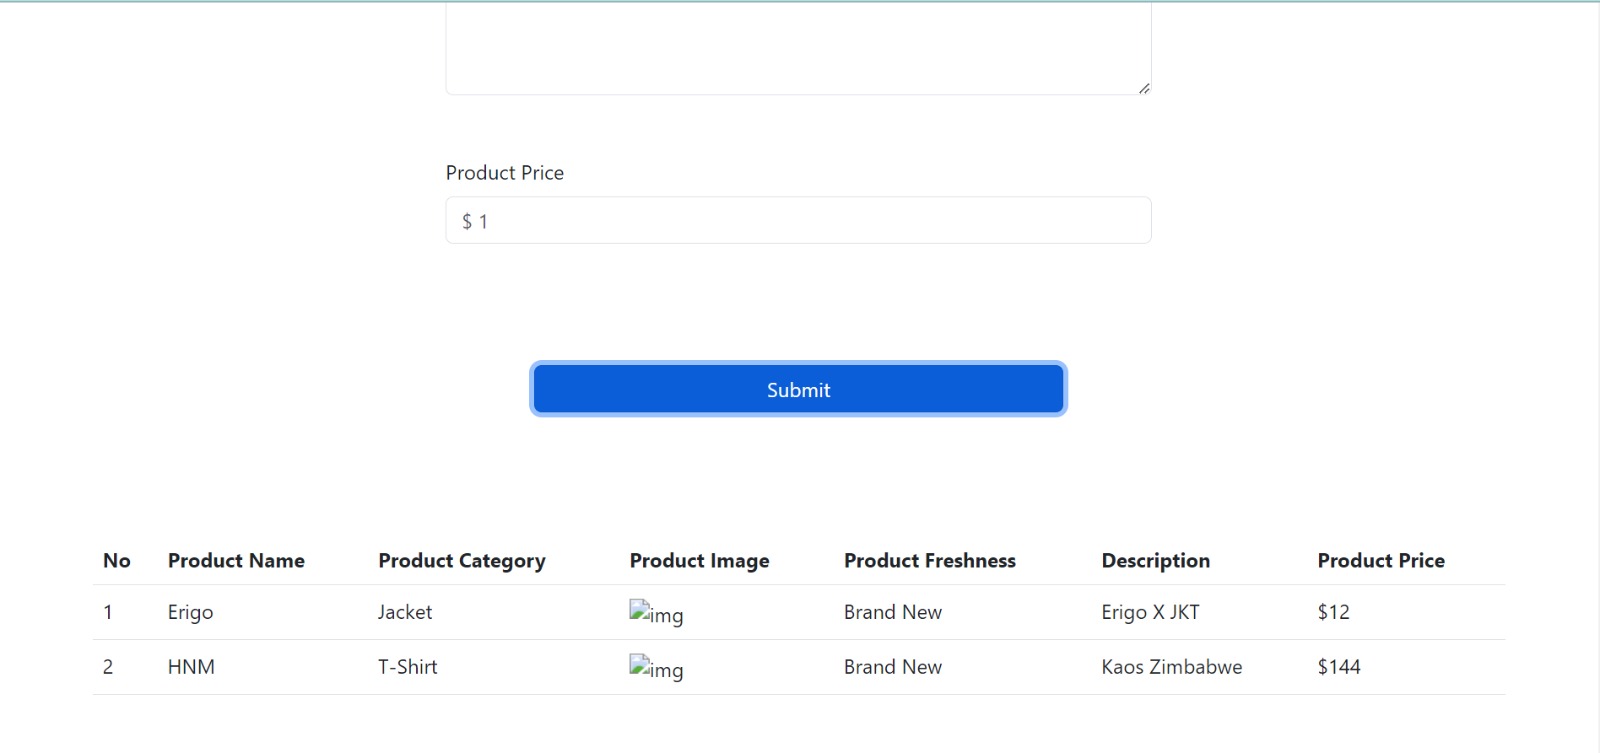 Product Price
$ 1
Submit
No Product Name Product Category Product Image Product Freshness Description Product Price
1 Erigo Jacket img Brand New Erigo X JKT $12
2 HNM T-Shirt img Brand New Kaos Zimbabwe $144